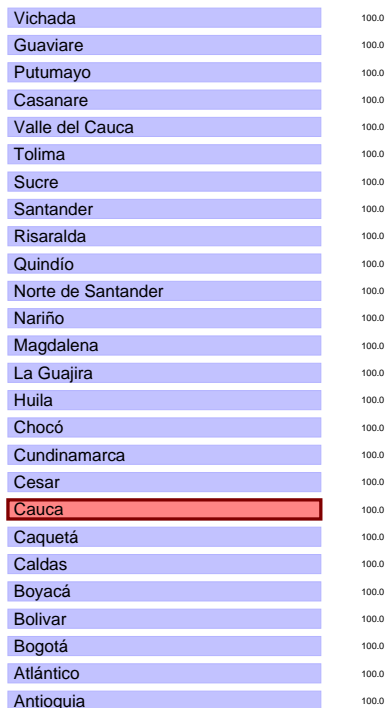 Vichada 100.0
Guaviare 100.0
Putumayo 100.0
Casanare 100.0
Valle del Cauca 100.0
Tolima 100.0
Sucre 100.0
Santander 100.0
Risaralda 100.0
Quindío 100.0
Norte de Santander 100.0
Nariño 100.0
Magdalena 100.0
La Guajira 100.0
Huila 100.0
Chocó 100.0
Cundinamarca 100.0
Cesar 100.0
Cauca 100.0
Caquetá 100.0
Caldas 100.0
Boyacá 100.0
Bolivar 100.0
Bogotá 100.0
Atlántico 100.0
Antioquia 100.0